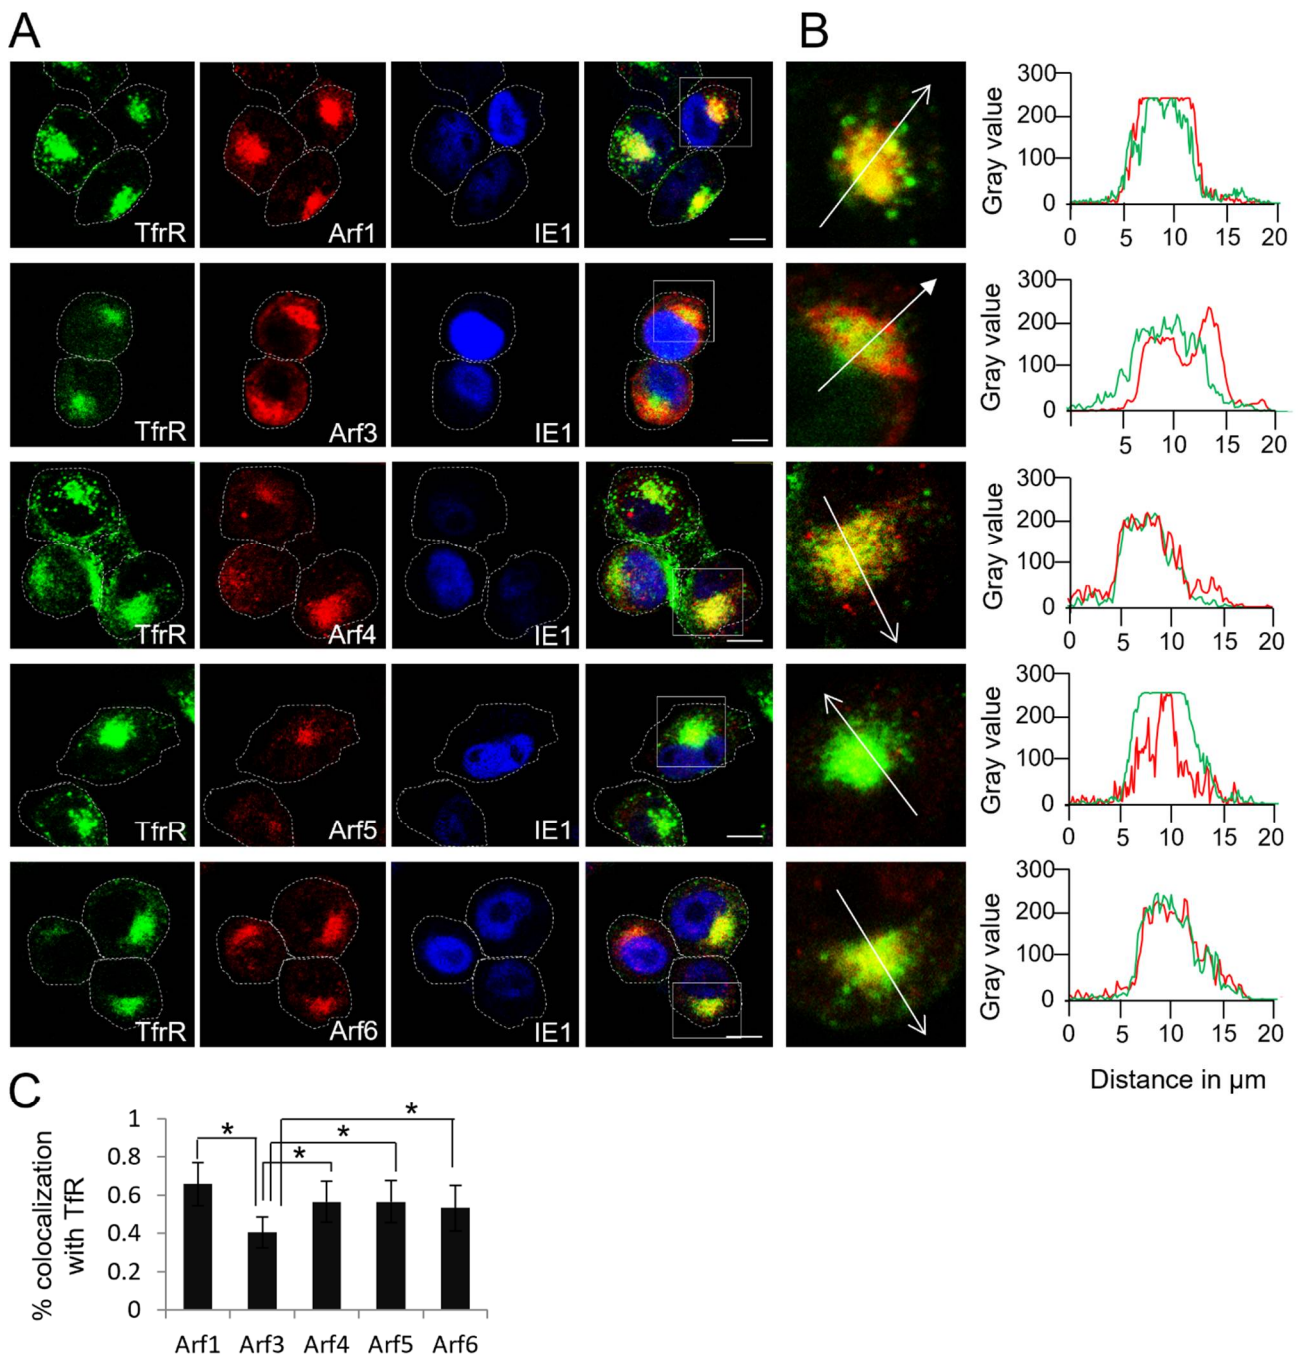 A
B
TfrR Arf1 IE1
Gray value
300
200
100
0
0 5 10 15 20
TfrR Arf3 IE1
Gray value
300
200
100
0
5 10 15 20
TfrR Arf4 IE1
Gray value
300
200
100
0
0 5 10 15 20
TfrR Arf5 IE1
Gray value
300
200
100
0
0 5 10 15 20
TfrR Arf6 IE1
Gray value
300
200
100
0
0 5 10 15 20
Distance in µm
C
% colocalization
with TfR
1
0.8
0.6
0.4
0.2
0
* * * *
Arf1 Arf3 Arf4 Arf5 Arf6